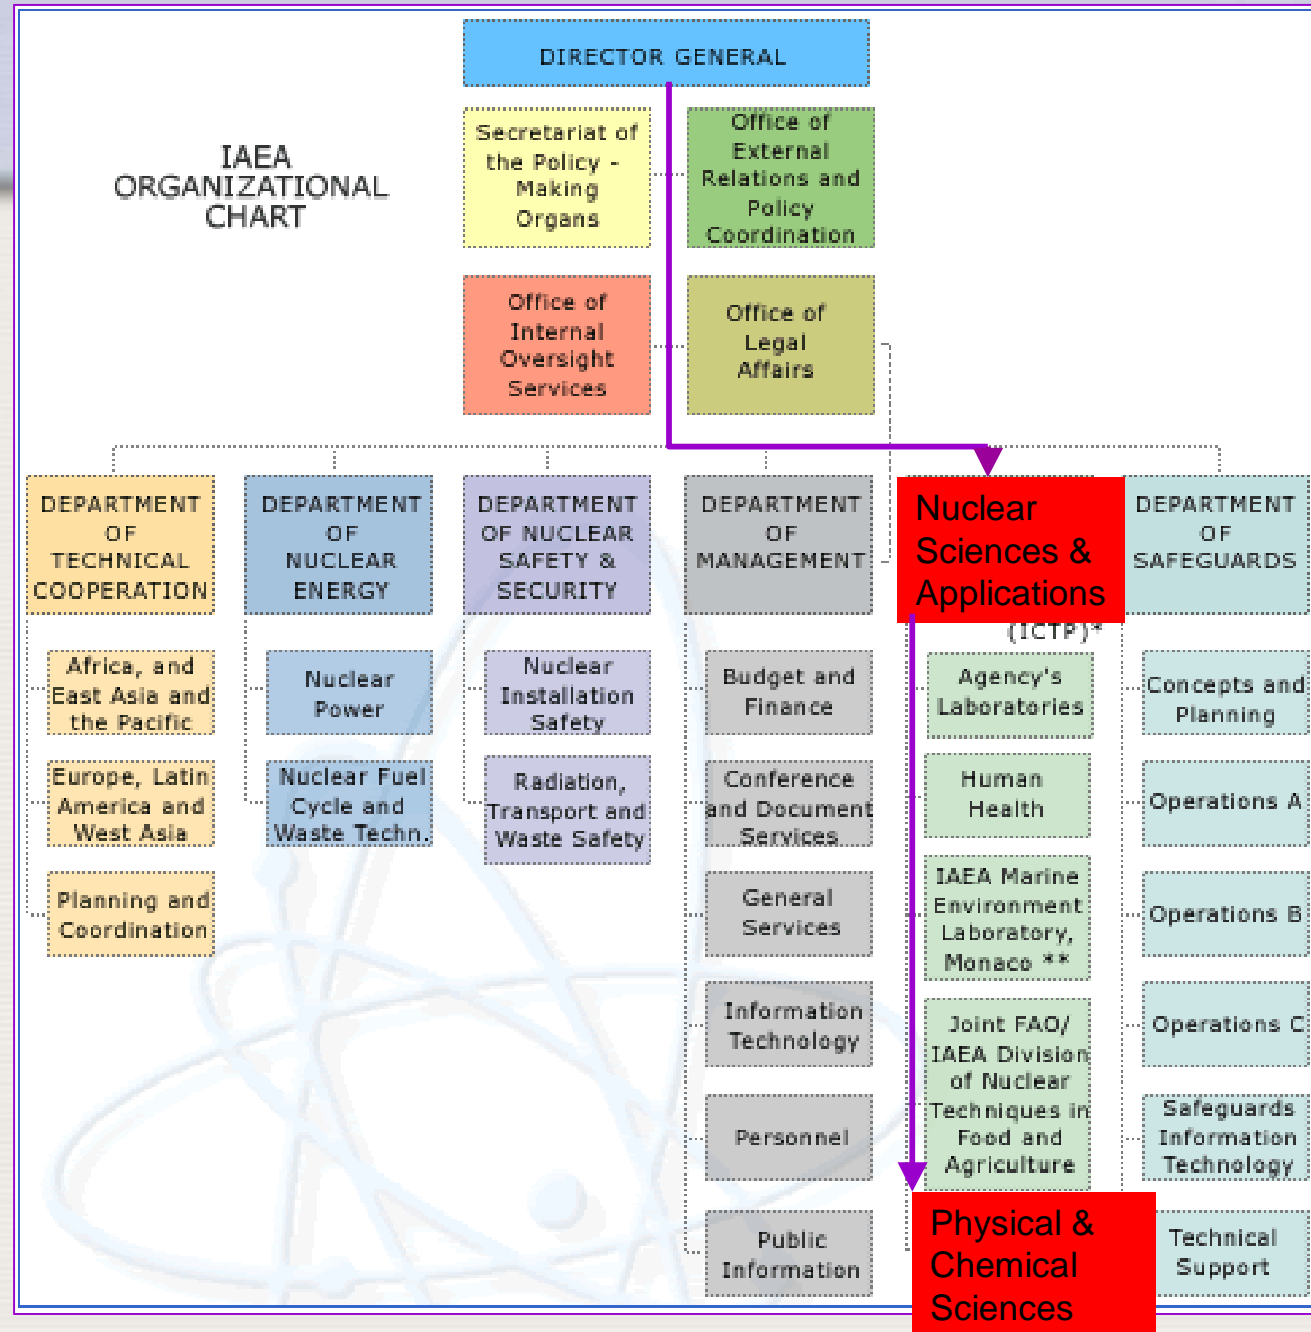 DIRECTOR GENERAL
IAEA
ORGANIZATIONAL
CHART
Secretariat of
the Policy -
Making
Organs
Office of
External
Relations and
Policy
Coordination
Office of
Internal
Oversight
Services
Office of
Legal
Affairs
DEPARTMENT
OF
TECHNICAL
COOPERATION
Africa, and
East Asia and
the Pacific
Europe, Latin
America and
West Asia
Planning and
Coordination
DEPARTMENT
OF
NUCLEAR
ENERGY
Nuclear
Power
Nuclear Fuel
Cycle and
Waste Techn.
DEPARTMENT
OF NUCLEAR
SAFETY &
SECURITY
Nuclear
Installation
Safety
Radiation,
Transport and
Waste Safety
DEPARTMENT
OF
MANAGEMENT
Budget and
Finance
Conference
and Document
Services
General
Services
Information
Technology
Personnel
Public
Information
Nuclear
Sciences &
Applications
(ICTP)*
Agency's
Laboratories
Human
Health
IAEA Marine
Environment
Laboratory,
Monaco **
Joint FAO/
IAEA Division
of Nuclear
Techniques in
Food and
Agriculture
Physical &
Chemical
Sciences
DEPARTMENT
OF
SAFEGUARDS
Concepts and
Planning
Operations A
Operations B
Operations C
Safeguards
Information
Technology
Technical
Support